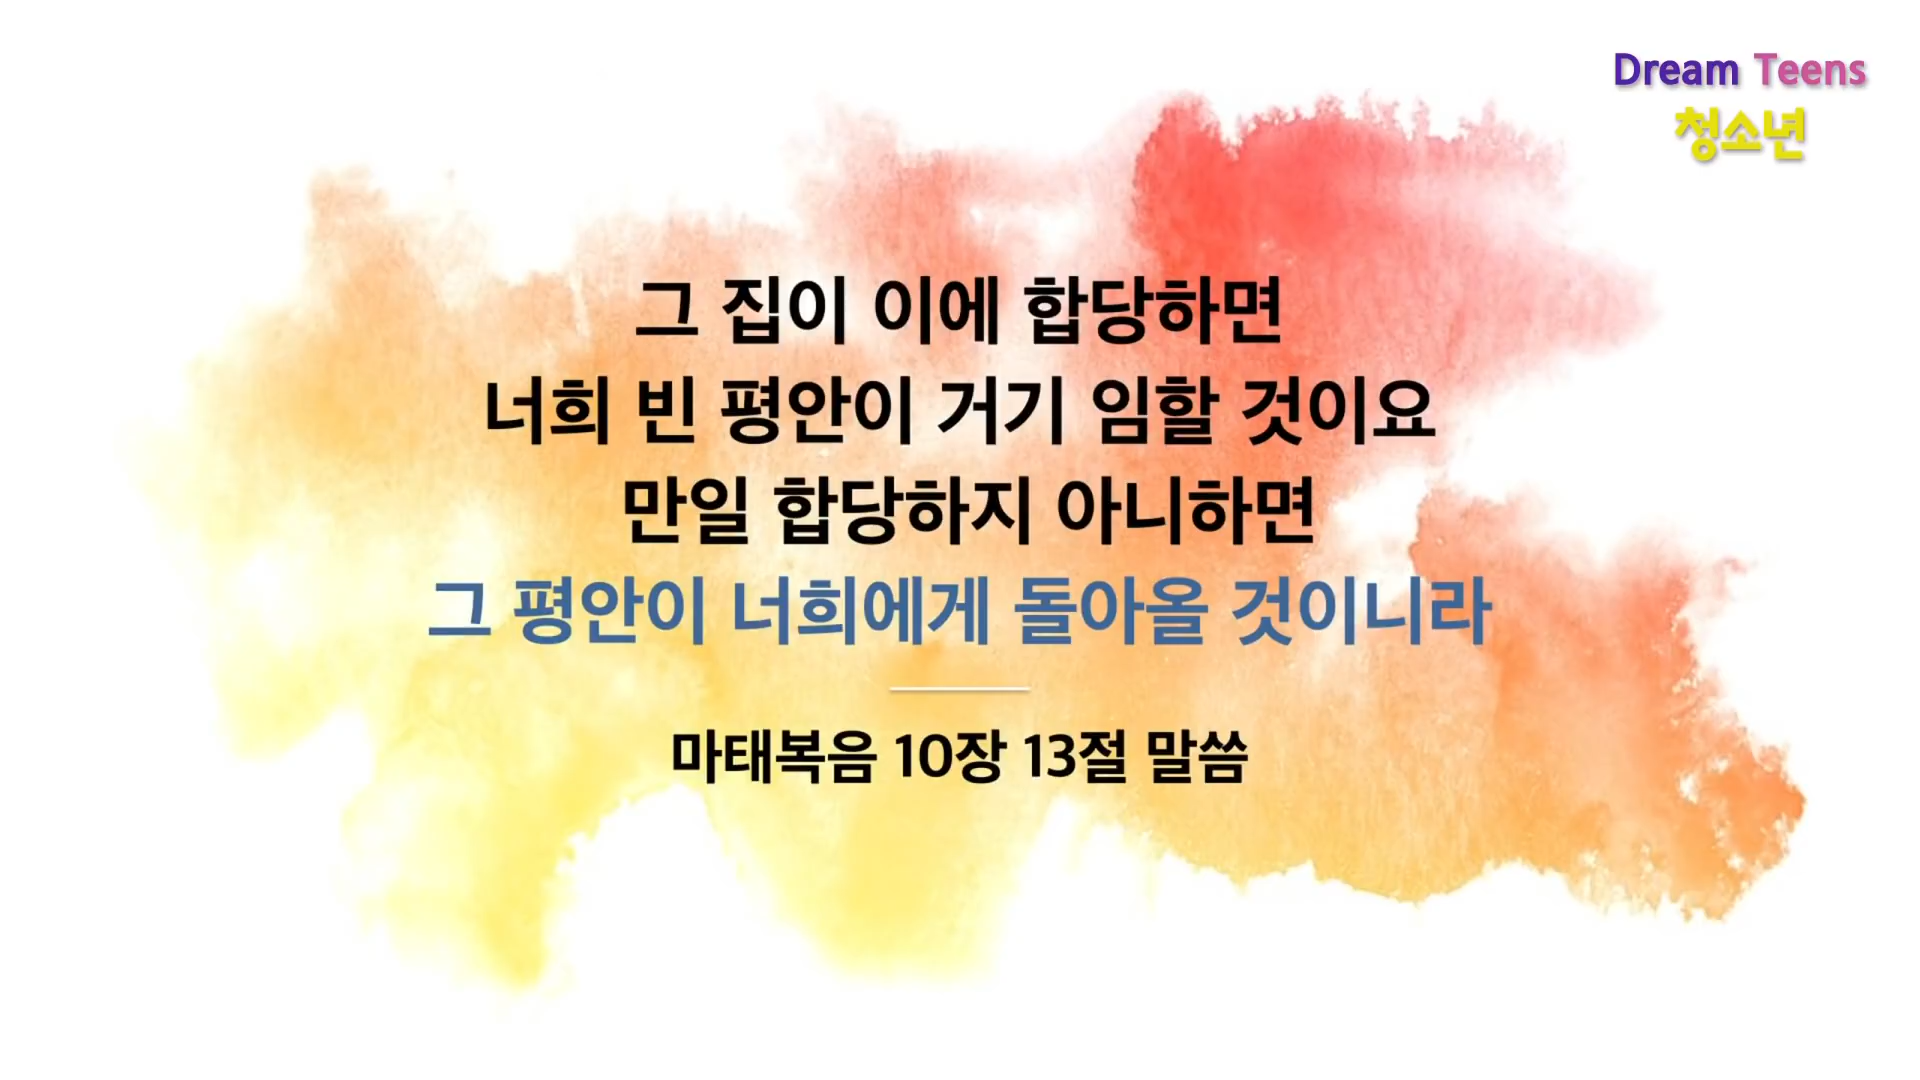 Dream Teens
청소년
그 집이 이에 합당하면
너희 빈 평안이 거기 임할 것이요
만일 합당하지 아니하면
그 평안이 너희에게 돌아올 것이니라
마태복음 10장 13절 말씀